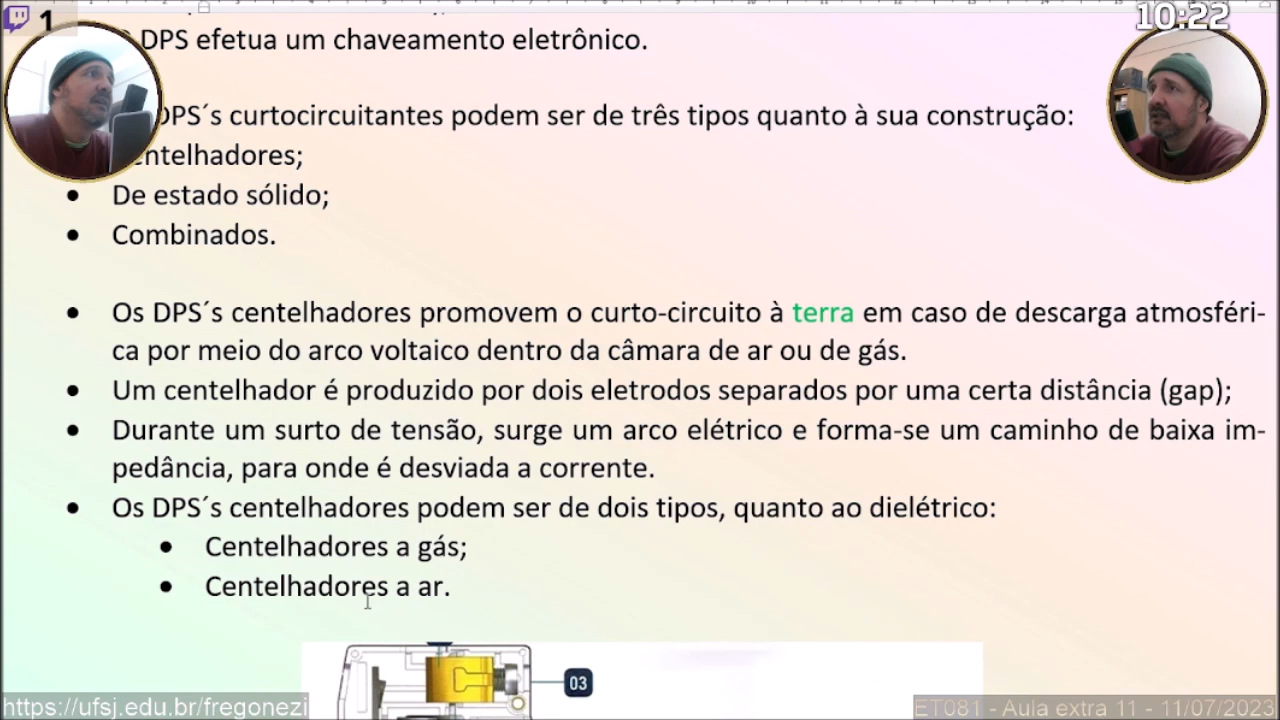 1
10:22
DPS efetua um chaveamento eletrônico.
DPS´s curtocircuitantes podem ser de três tipos quanto à sua construção:
entelhadores;
• De estado sólido;
• Combinados.
• Os DPS´s centelhadores promovem o curto-circuito à terra em caso de descarga atmosféri-
ca por meio do arco voltaico dentro da câmara de ar ou de gás.
• Um centelhador é produzido por dois eletrodos separados por uma certa distância (gap);
• Durante um surto de tensão, surge um arco elétrico e forma-se um caminho de baixa im-
pedância, para onde é desviada a corrente.
• Os DPS´s centelhadores podem ser de dois tipos, quanto ao dielétrico:
• Centelhadores a gás;
• Centelhadores a ar.
03
https://ufsj.edu.br/fregonezi
ET081 - Aula extra 11 - 11/07/2023